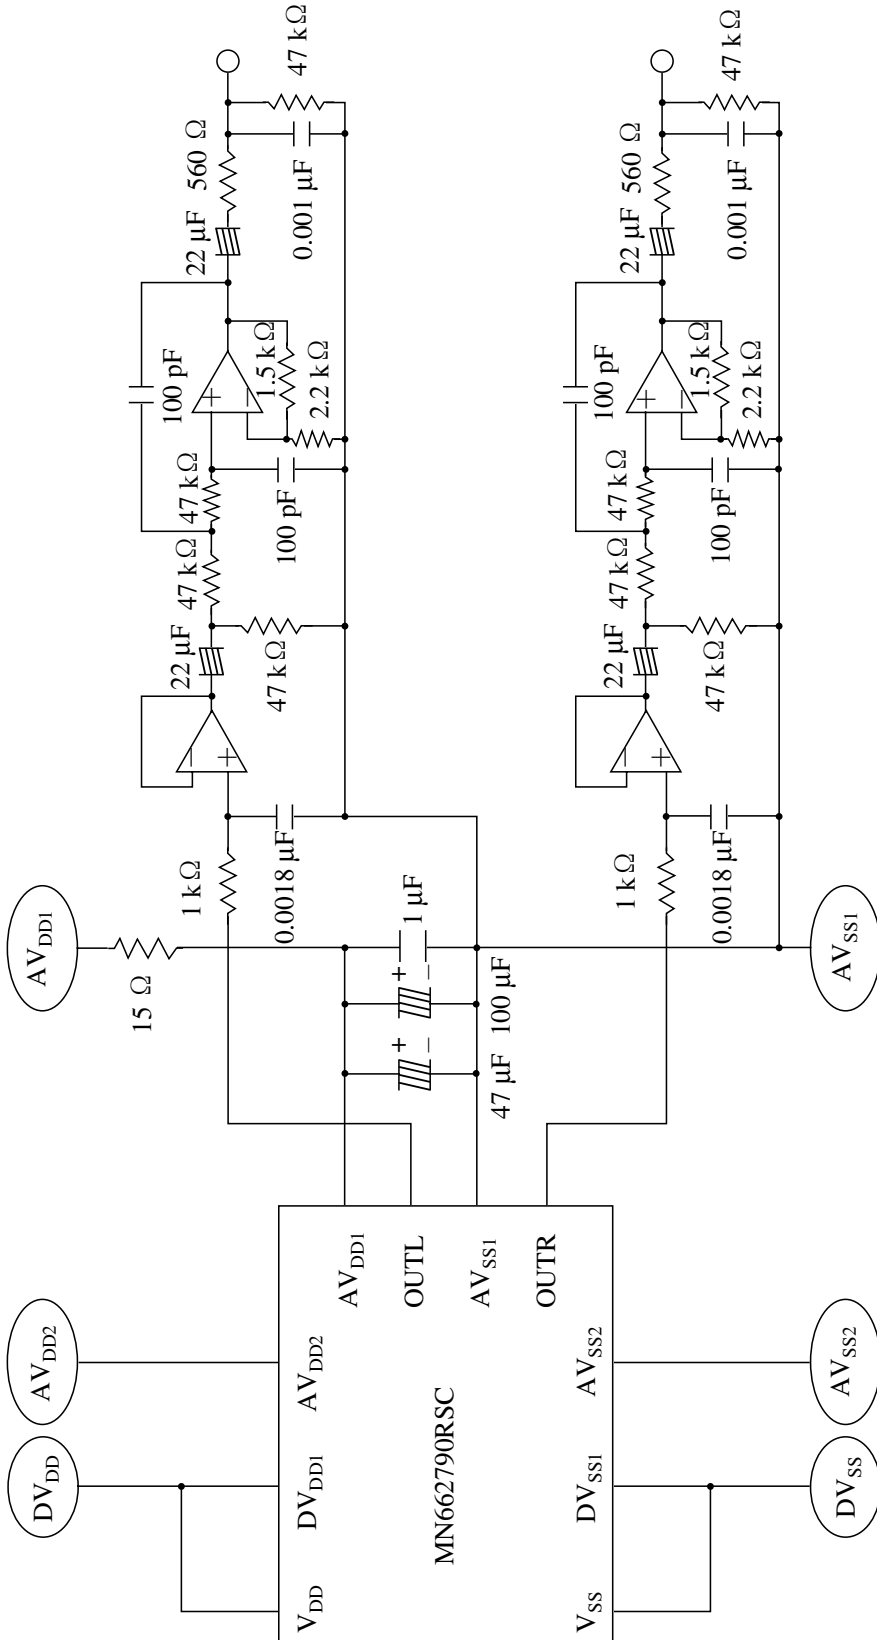 47 kΩ
560 Ω
0.001 µF
22 µF
100 pF
1.5 kΩ
2.2 kΩ
47 kΩ
100 pF
47 kΩ
22 µF
47 kΩ
+
−
−
+
1 kΩ
0.0018 µF
47 kΩ
560 Ω
0.001 µF
22 µF
100 pF
1.5 kΩ
2.2 kΩ
47 kΩ
100 pF
47 kΩ
22 µF
47 kΩ
+
−
−
+
1 kΩ
0.0018 µF
AVDD1
15 Ω
1 µF
+
−
100 µF
+
−
47 µF
AVSS1
AVDD1
OUTL
AVSS1
OUTR
AVDD2
AVDD2
AVSS2
AVSS2
MN662790RSC
DVDD
DVDD1
DVSS1
DVSS
VDD
VSS